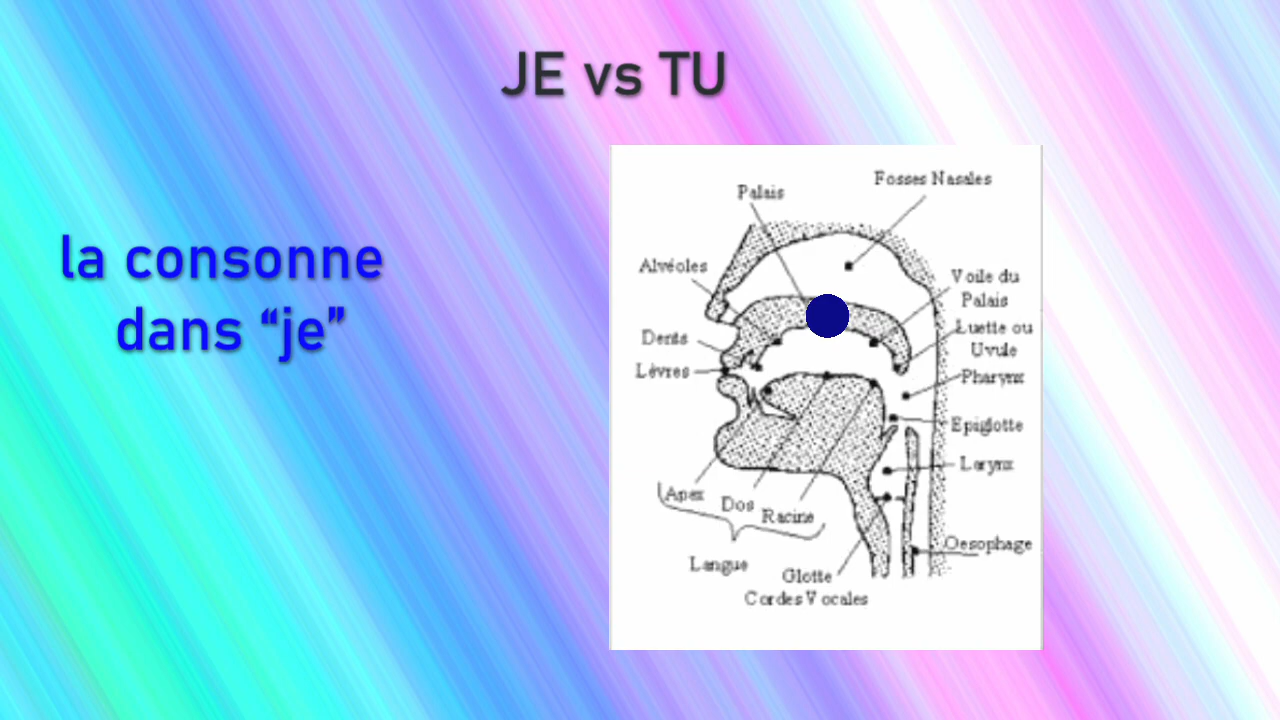 JE vs TU
la consonne
dans “je”
Palais
Fosses Nasales
Alvéoles
Voile du
Palais
Luette ou
Uvule
Dents
Lèvres
Pharynx
Epiglotte
Larynx
Apex
Dos
Racine
Oesophage
Langue
Glotte
Cordes Vocales